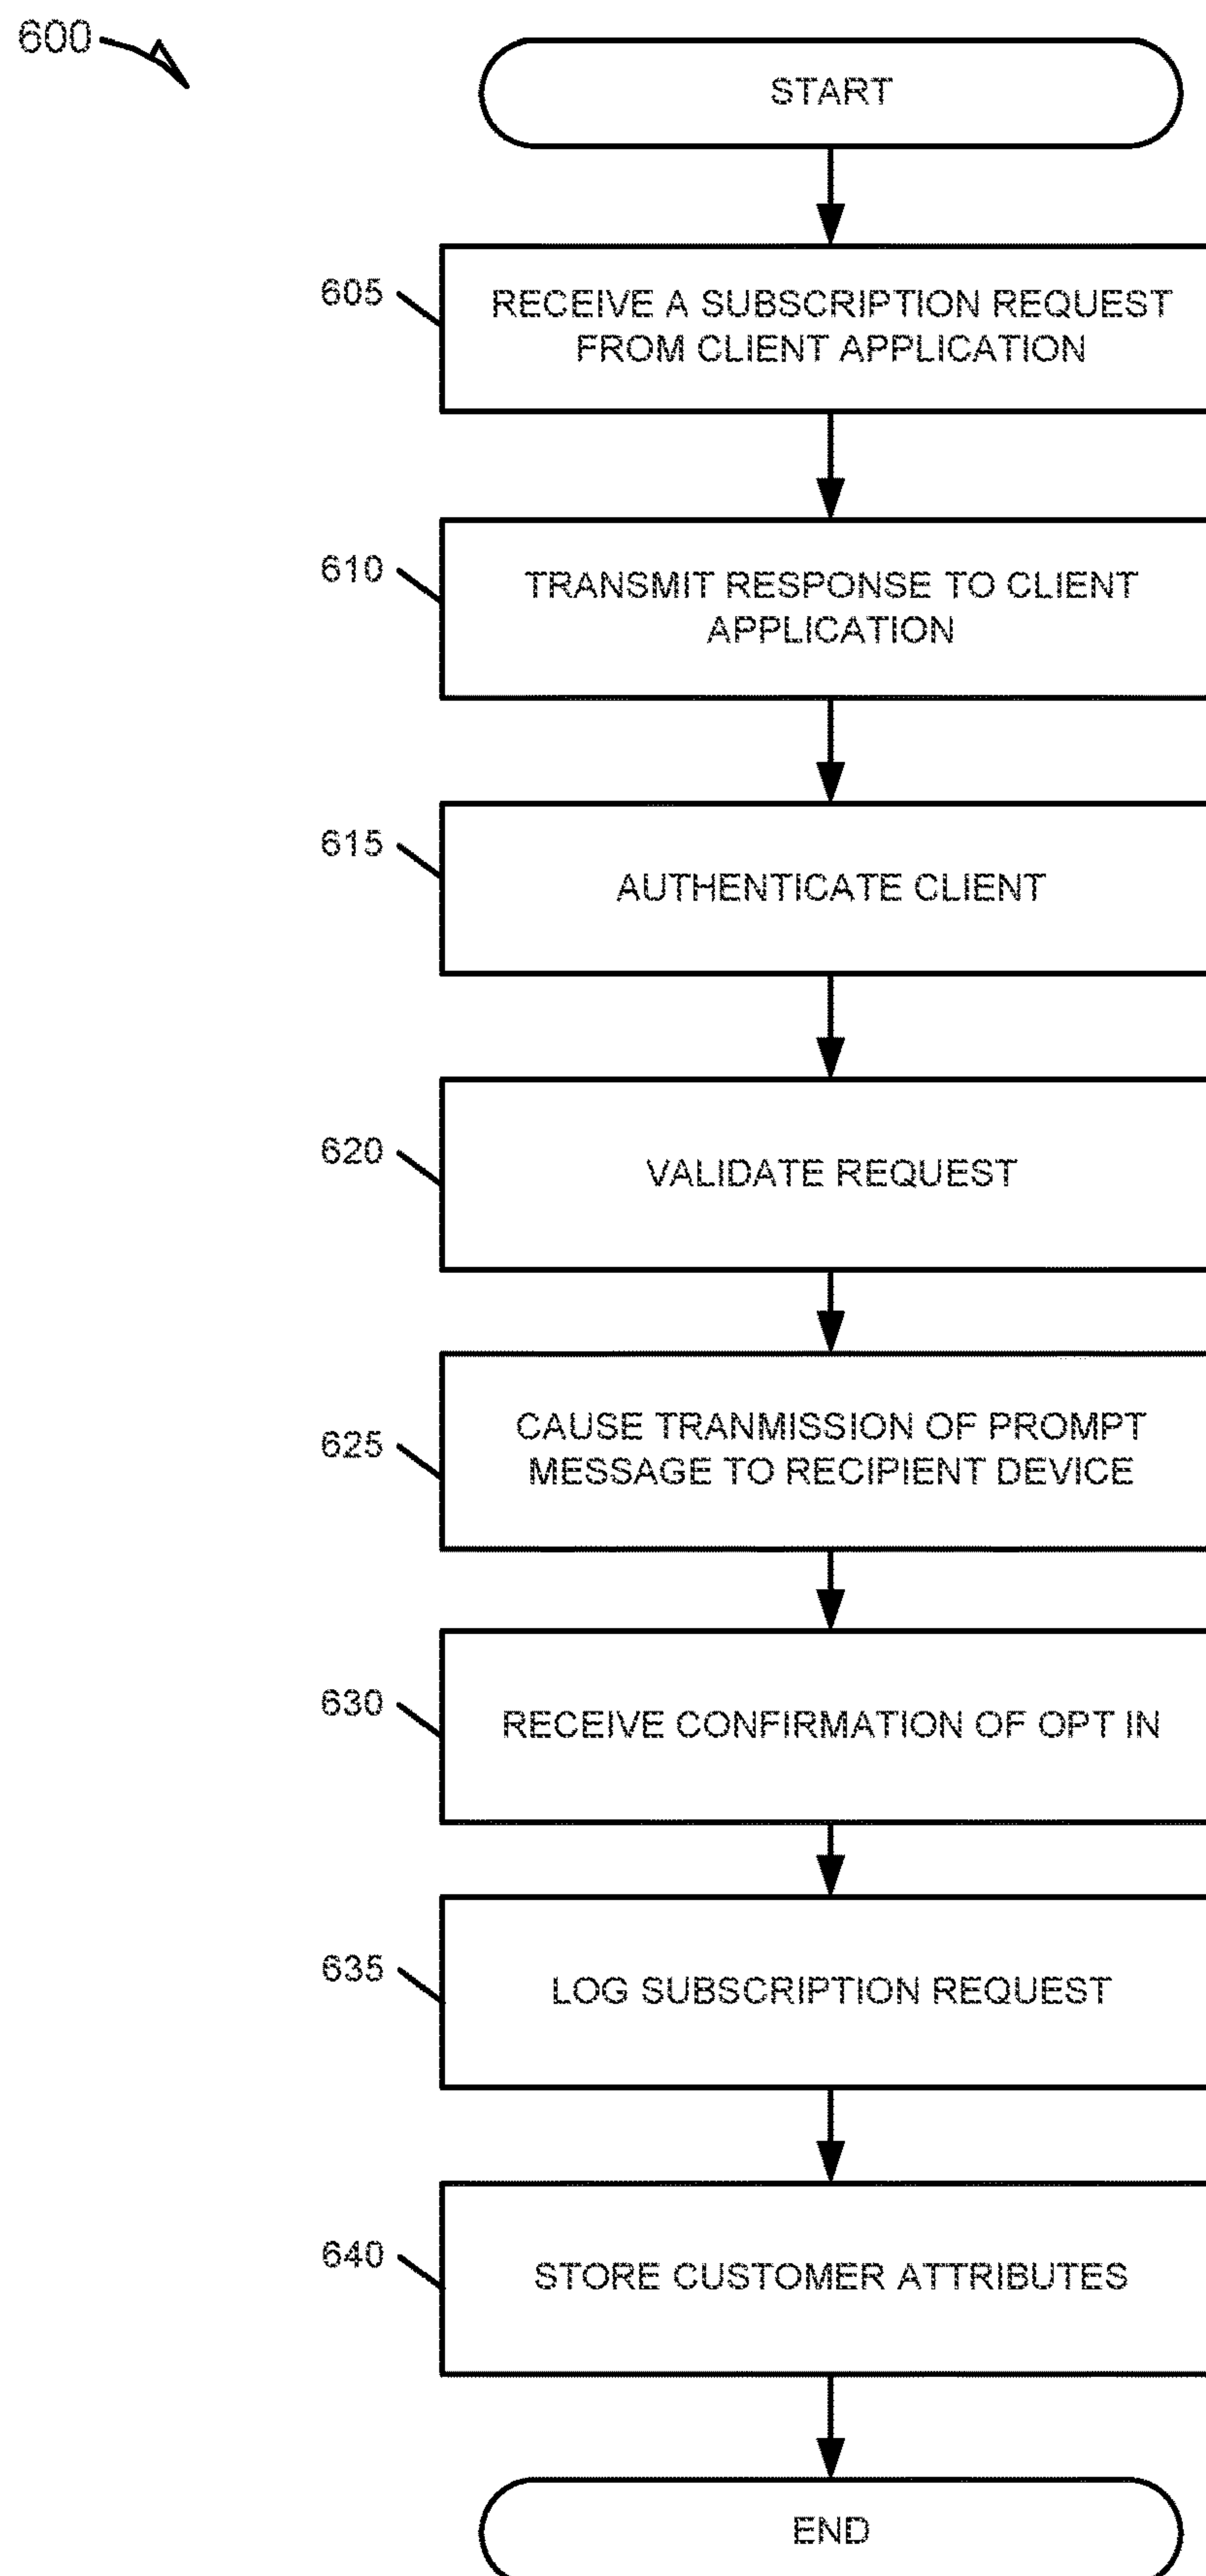 600
START
605
RECEIVE A SUBSCRIPTION REQUEST
FROM CLIENT APPLICATION
610
TRANSMIT RESPONSE TO CLIENT
APPLICATION
615
AUTHENTICATE CLIENT
620
VALIDATE REQUEST
625
CAUSE TRANMISSION OF PROMPT
MESSAGE TO RECIPIENT DEVICE
630
RECEIVE CONFIRMATION OF OPT IN
635
LOG SUBSCRIPTION REQUEST
640
STORE CUSTOMER ATTRIBUTES
END